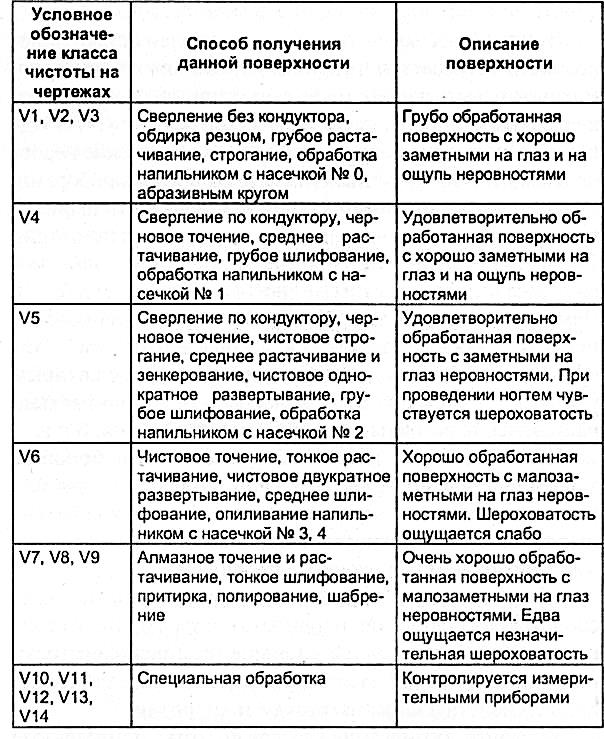 Условное
обозначе-
ние класса
чистоты на
чертежах
Способ получения
данной поверхности
Описание
поверхности
V1, V2, V3
Сверление без кондуктора,
обдирка резцом, грубое раста-
чивание, строгание, обработка
напильником с насечкой № 0,
абразивным кругом
Грубо обработанная
поверхность с хорошо
заметными на глаз и на
ощупь неровностями
V4
Сверление по кондуктору, чер-
новое точение, среднее рас-
тачивание, грубое шлифование,
обработка напильником с на-
сечкой № 1
Удовлетворительно об-
работанная поверхность
с хорошо заметными на
глаз и на ощупь неров-
ностями
V5
Сверление по кондуктору, чер-
новое точение, чистовое стро-
гание, среднее растачивание и
зенкерование, чистовое одно-
кратное развертывание, гру-
бое шлифование, обработка
напильником с насечкой № 2
Удовлетворительно
обработанная поверх-
ность с заметными на
глаз неровностями. При
проведении ногтем чув-
ствуется шероховатость
V6
Чистовое точение, тонкое рас-
тачивание, чистовое двукратное
развертывание, среднее шли-
фование, опиливание напиль-
ником с насечкой № 3, 4
Хорошо обработанная
поверхность с малоза-
метными на глаз неров-
ностями. Шероховатость
ощущается слабо
V7, V8, V9
Алмазное точение и рас-
тачивание, тонкое шлифование,
притирка, полирование, шабре-
ние
Очень хорошо обрабо-
танная поверхность с
малозаметными на глаз
неровностями. Едва
ощущается незначи-
тельная шероховатость
V10, V11,
V12, V13,
V14
Специальная обработка
Контролируется измери-
тельными приборами